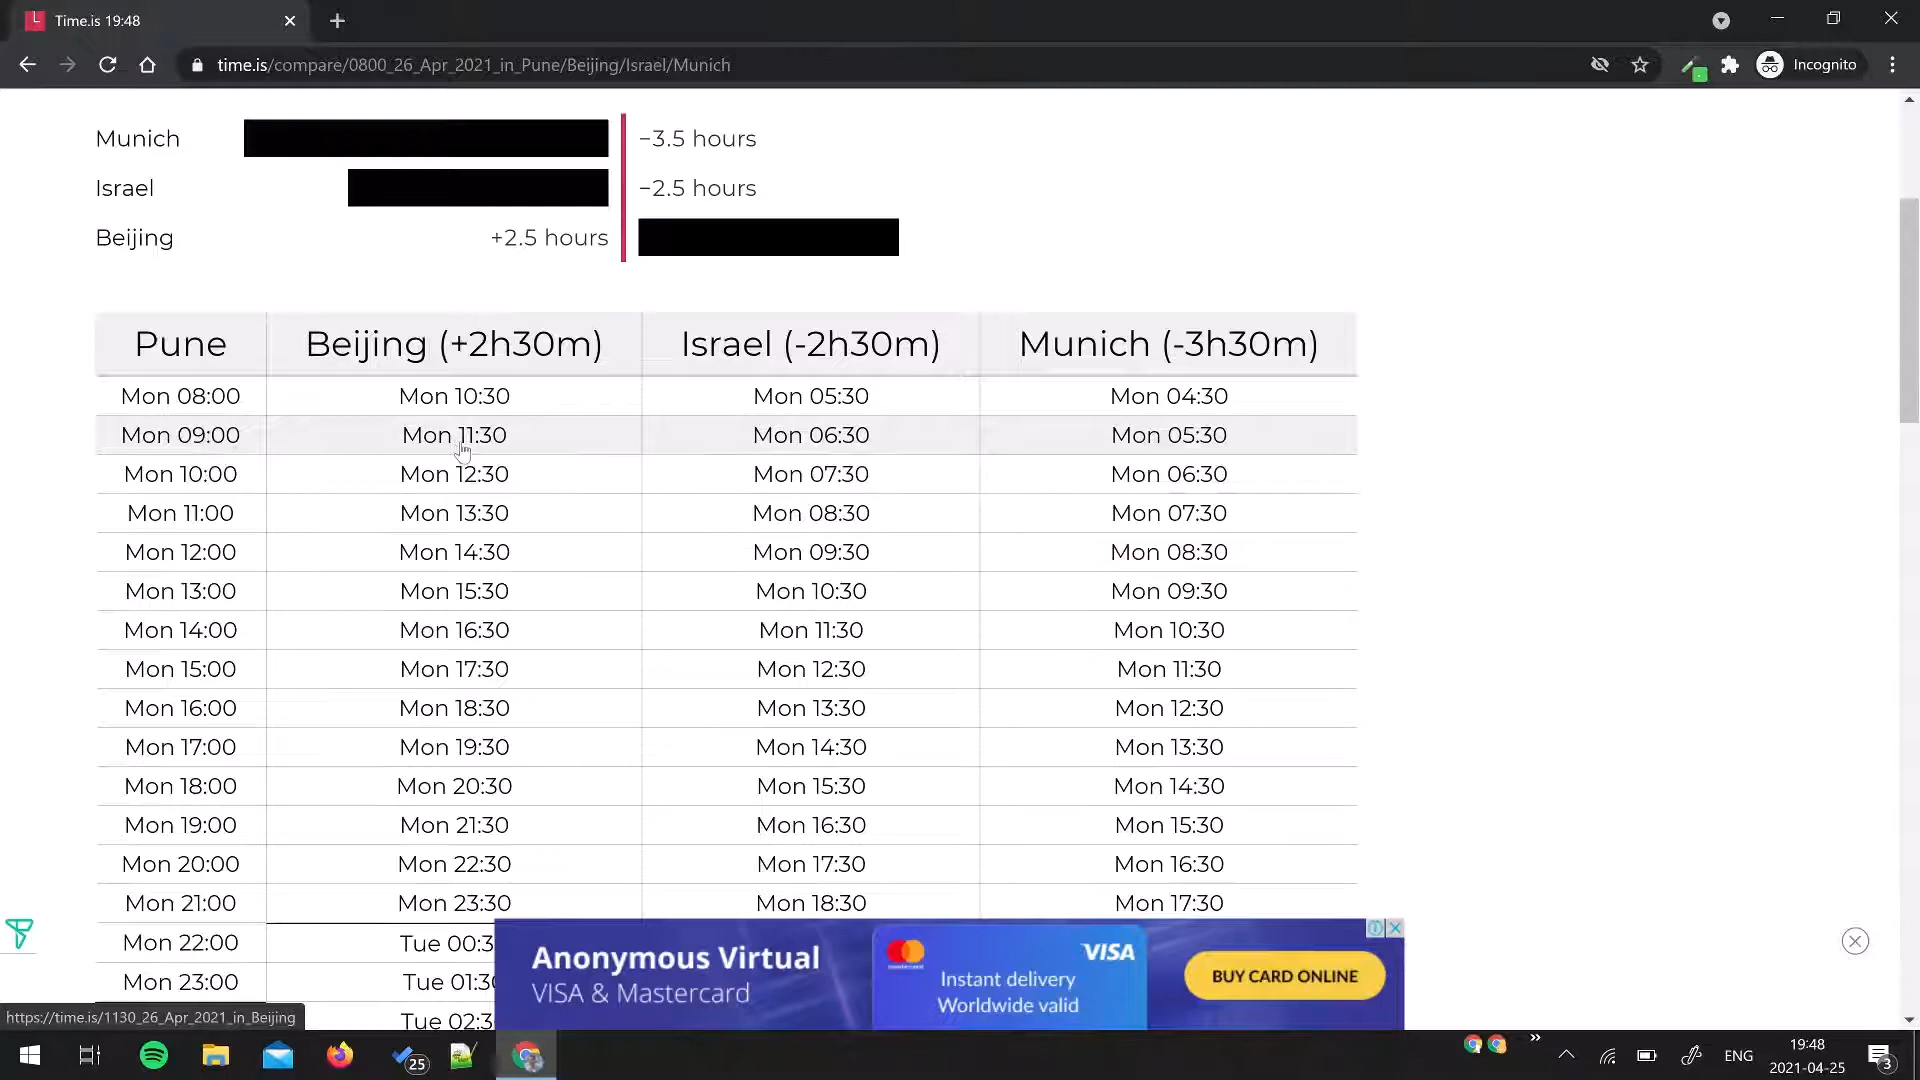 Time.is 19:48
time.is/compare/0800_26_Apr_2021_in_Pune/Beijing/Israel/Munich
Incognito
Munich −3.5 hours
Israel −2.5 hours
Beijing +2.5 hours
Pune Beijing (+2h30m) Israel (-2h30m) Munich (-3h30m)
Mon 08:00 Mon 10:30 Mon 05:30 Mon 04:30
Mon 09:00 Mon 11:30 Mon 06:30 Mon 05:30
Mon 10:00 Mon 12:30 Mon 07:30 Mon 06:30
Mon 11:00 Mon 13:30 Mon 08:30 Mon 07:30
Mon 12:00 Mon 14:30 Mon 09:30 Mon 08:30
Mon 13:00 Mon 15:30 Mon 10:30 Mon 09:30
Mon 14:00 Mon 16:30 Mon 11:30 Mon 10:30
Mon 15:00 Mon 17:30 Mon 12:30 Mon 11:30
Mon 16:00 Mon 18:30 Mon 13:30 Mon 12:30
Mon 17:00 Mon 19:30 Mon 14:30 Mon 13:30
Mon 18:00 Mon 20:30 Mon 15:30 Mon 14:30
Mon 19:00 Mon 21:30 Mon 16:30 Mon 15:30
Mon 20:00 Mon 22:30 Mon 17:30 Mon 16:30
Mon 21:00 Mon 23:30 Mon 18:30 Mon 17:30
Mon 22:00 Tue 00:3
Mon 23:00 Tue 01:3
Tue 02:3
Anonymous Virtual
VISA & Mastercard
VISA
Instant delivery
Worldwide valid
BUY CARD ONLINE
https://time.is/1130_26_Apr_2021_in_Beijing
25
ENG
19:48
2021-04-25
3